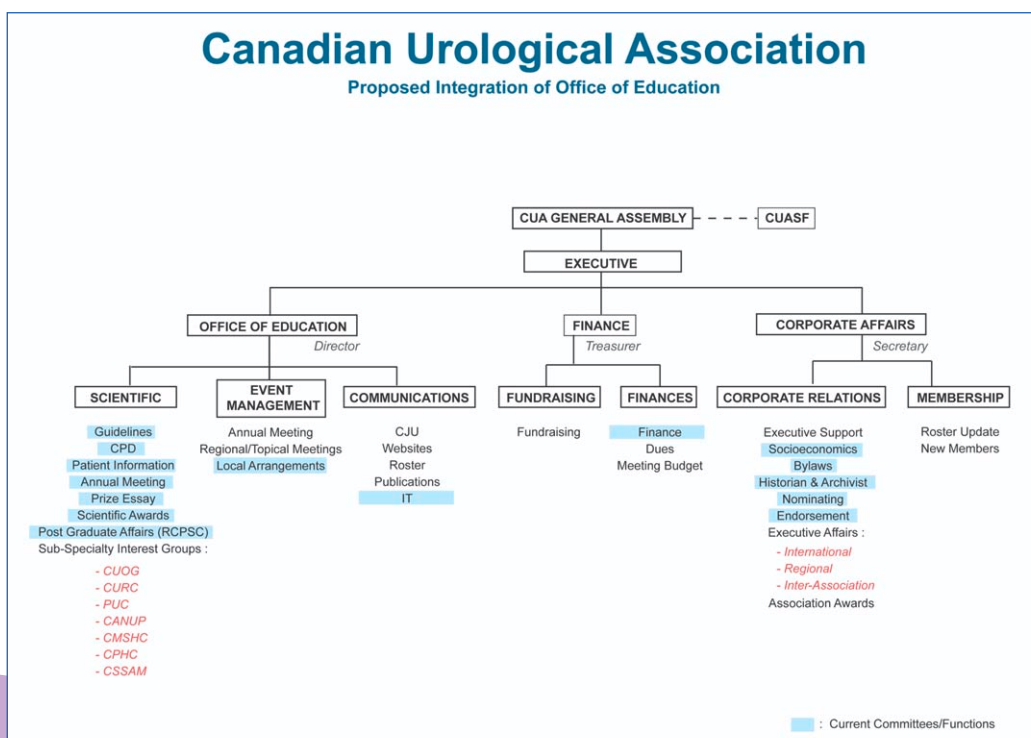 Canadian Urological Association
Proposed Integration of Office of Education
CUA GENERAL ASSEMBLY
CUASF
EXECUTIVE
OFFICE OF EDUCATION
Director
FINANCE
Treasurer
CORPORATE AFFAIRS
Secretary
SCIENTIFIC
Guidelines
CPD
Patient Information
Annual Meeting
Prize Essay
Scientific Awards
Post Graduate Affairs (RCPSC)
Sub-Specialty Interest Groups :
- CUOG
- CURC
- PUC
- CANUP
- CMSHC
- CPHC
- CSSAM
EVENT
MANAGEMENT
Annual Meeting
Regional/Topical Meetings
Local Arrangements
COMMUNICATIONS
CJU
Websites
Roster
Publications
IT
FUNDRAISING
Fundraising
FINANCES
Finance
Dues
Meeting Budget
CORPORATE RELATIONS
Executive Support
Socioeconomics
Bylaws
Historian & Archivist
Nominating
Endorsement
Executive Affairs :
- International
- Regional
- Inter-Association
Association Awards
MEMBERSHIP
Roster Update
New Members
: Current Committees/Functions